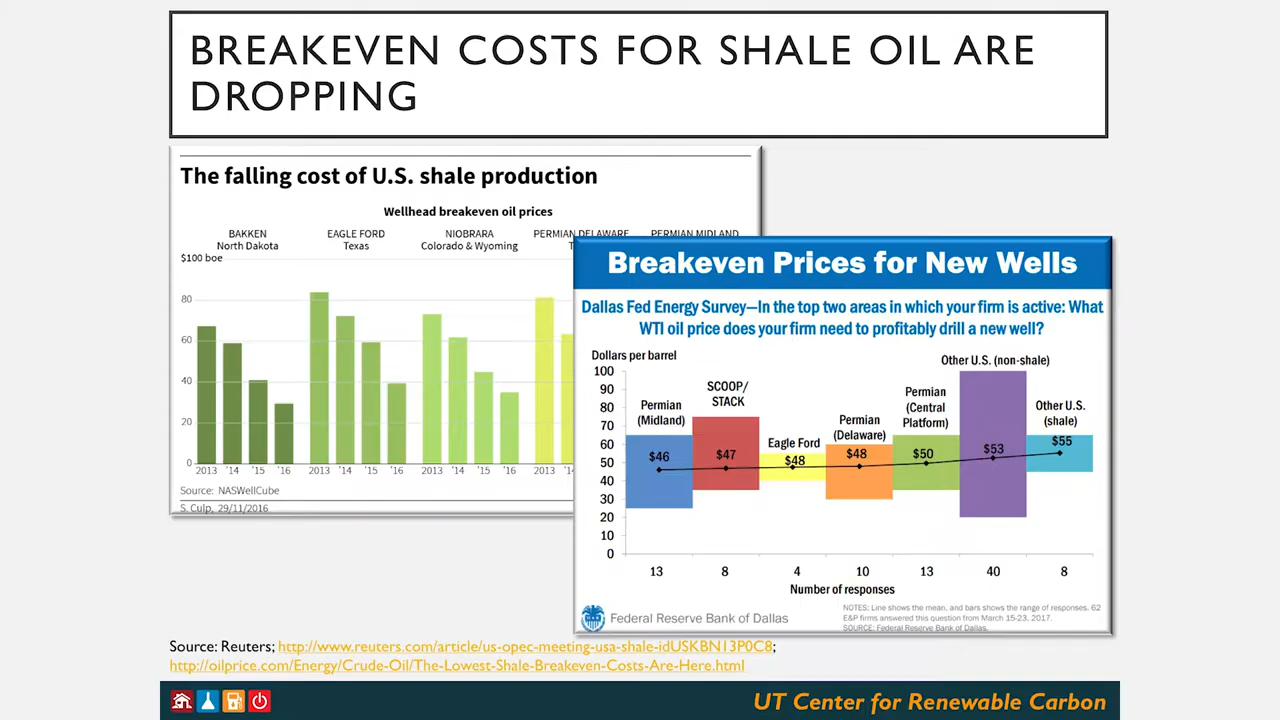 BREAKEVEN COSTS FOR SHALE OIL ARE
DROPPING
The falling cost of U.S. shale production
Wellhead breakeven oil prices
BAKKEN
North Dakota
EAGLE FORD
Texas
NIOBRARA
Colorado & Wyoming
PERMIAN DELAWARE
PERMIAN MIDLAND
$100 boe
80
60
40
20
0
2013 '14 '15 '16
2013 '14 '15 '16
2013 '14 '15 '16
2013
Source: NASWellCube
S. Culp, 29/11/2016
Breakeven Prices for New Wells
Dallas Fed Energy Survey—In the top two areas in which your firm is active: What
WTI oil price does your firm need to profitably drill a new well?
Dollars per barrel
100
90
80
70
60
50
40
30
20
10
0
Permian
(Midland)
$46
SCOOP/
STACK
$47
Eagle Ford
$48
Permian
(Delaware)
$48
Permian
(Central
Platform)
$50
Other U.S. (non-shale)
$53
Other U.S.
(shale)
$55
13 8 4 10 13 40 8
Number of responses
Federal Reserve Bank of Dallas
NOTES: Line shows the mean, and bars shows the range of responses. 62
E&P firms answered this question from March 15-23, 2017.
SOURCE: Federal Reserve Bank of Dallas.
Source: Reuters; http://www.reuters.com/article/us-opec-meeting-usa-shale-idUSKBN13P0C8;
http://oilprice.com/Energy/Crude-Oil/The-Lowest-Shale-Breakeven-Costs-Are-Here.html
UT Center for Renewable Carbon